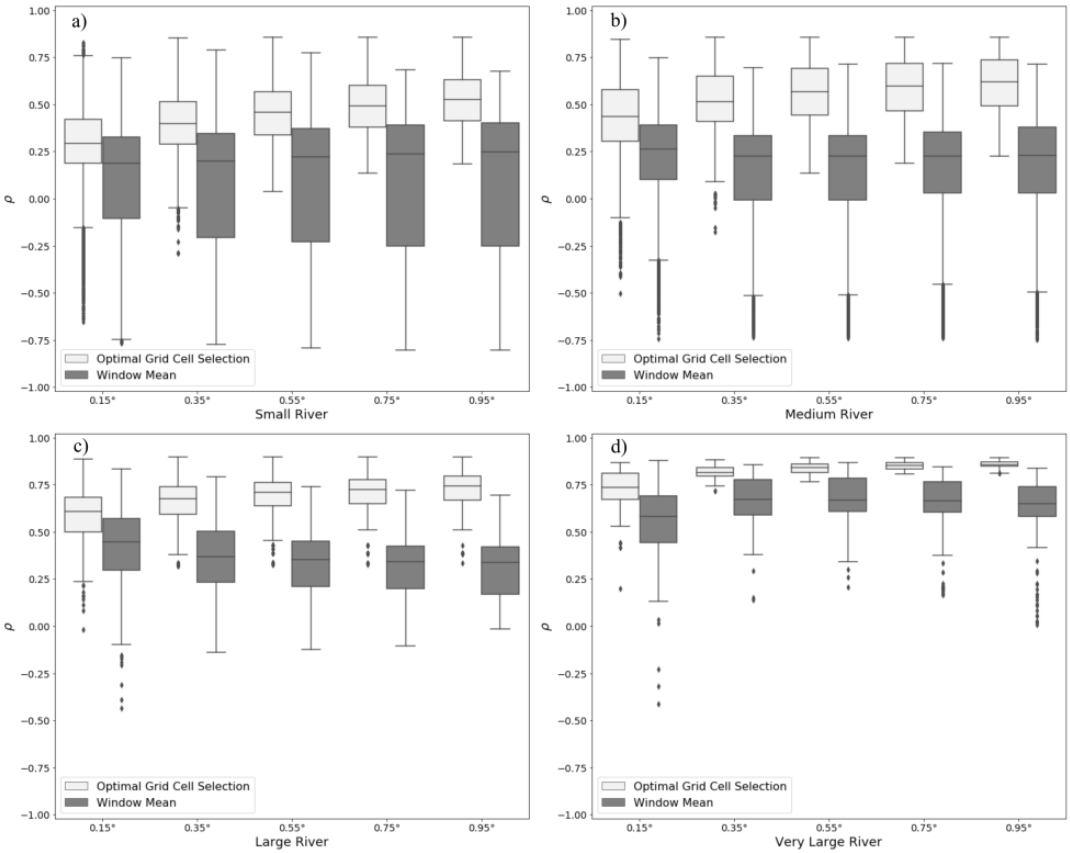 a)
1.00
0.75
0.50
0.25
0.00
−0.25
−0.50
−0.75
−1.00
ρ
Optimal Grid Cell Selection
Window Mean
0.15° 0.35° 0.55° 0.75° 0.95°
Small River
b)
1.00
0.75
0.50
0.25
0.00
−0.25
−0.50
−0.75
−1.00
ρ
Optimal Grid Cell Selection
Window Mean
0.15° 0.35° 0.55° 0.75° 0.95°
Medium River
c)
1.00
0.75
0.50
0.25
0.00
−0.25
−0.50
−0.75
−1.00
ρ
Optimal Grid Cell Selection
Window Mean
0.15° 0.35° 0.55° 0.75° 0.95°
Large River
d)
1.00
0.75
0.50
0.25
0.00
−0.25
−0.50
−0.75
−1.00
ρ
Optimal Grid Cell Selection
Window Mean
0.15° 0.35° 0.55° 0.75° 0.95°
Very Large River